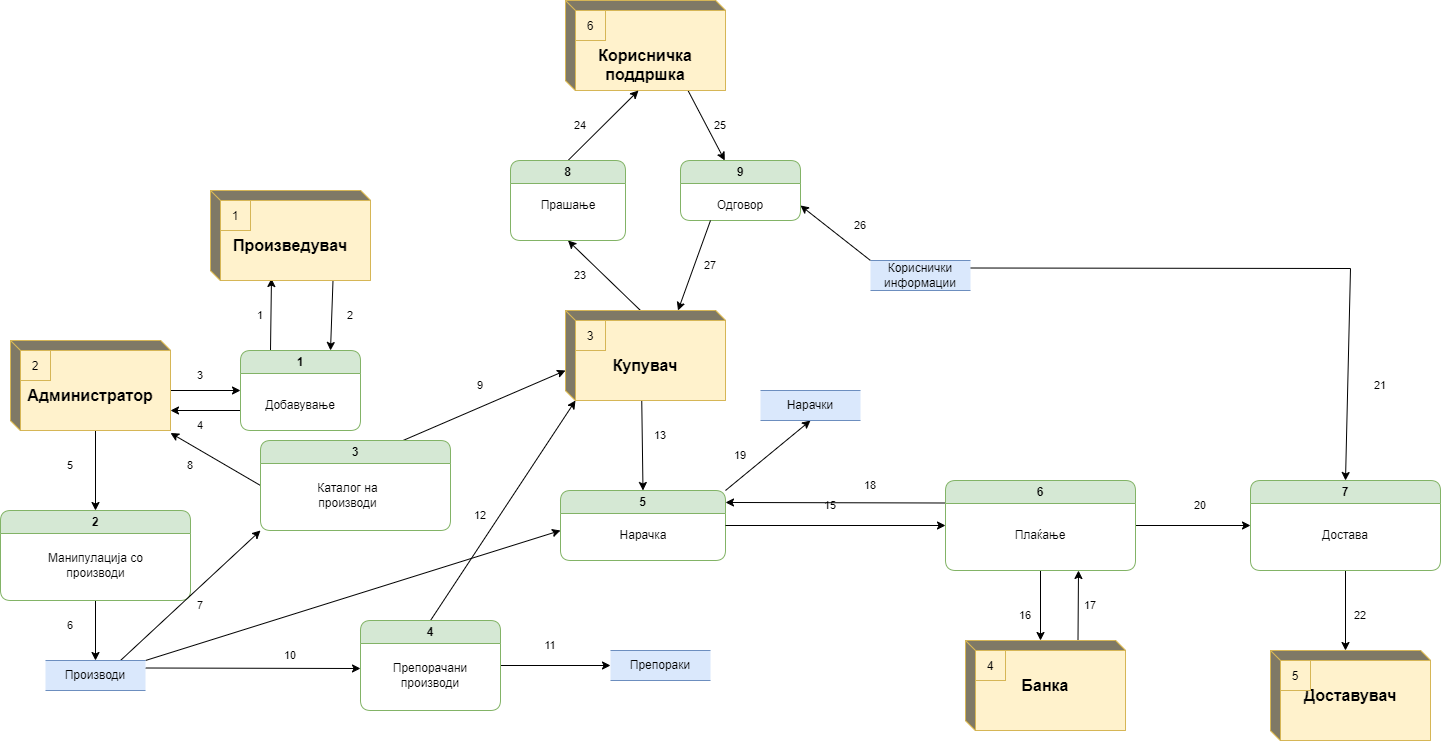 6
Корисничка
поддршка
24
25
8
Прашање
9
Одговор
26
Кориснички
информации
23
27
1
Произведувач
1
2
2
Администратор
3
4
1
Добавување
3
Купувач
9
Нарачки
21
5
8
3
Каталог на
производи
13
19
12
2
Манипулација со
производи
5
Нарачка
18
15
6
Плаќање
20
7
Достава
6
7
16
17
22
Производи
10
4
Препорачани
производи
11
Препораки
4
Банка
5
Доставувач